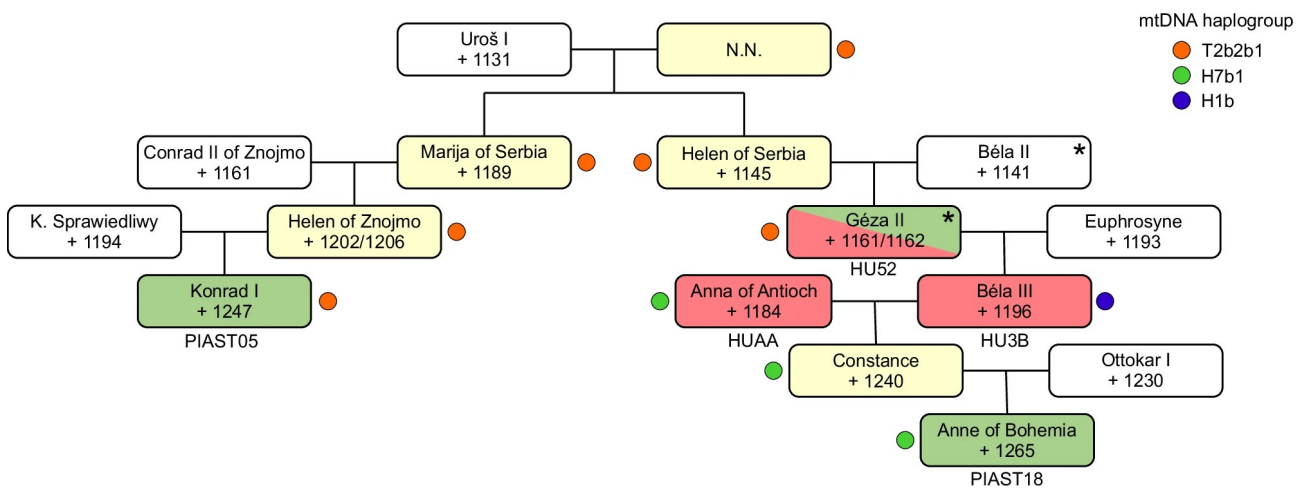 mtDNA haplogroup
T2b2b1
H7b1
H1b
Uroš I
+ 1131
N.N.
Conrad II of Znojmo
+ 1161
Marija of Serbia
+ 1189
Helen of Serbia
+ 1145
Béla II
+ 1141
*
K. Sprawiedliwy
+ 1194
Helen of Znojmo
+ 1202/1206
Géza II
+ 1161/1162
*
HU52
Euphrosyne
+ 1193
Konrad I
+ 1247
PIAST05
Anna of Antioch
+ 1184
HUAA
Béla III
+ 1196
HU3B
Constance
+ 1240
Ottokar I
+ 1230
Anne of Bohemia
+ 1265
PIAST18